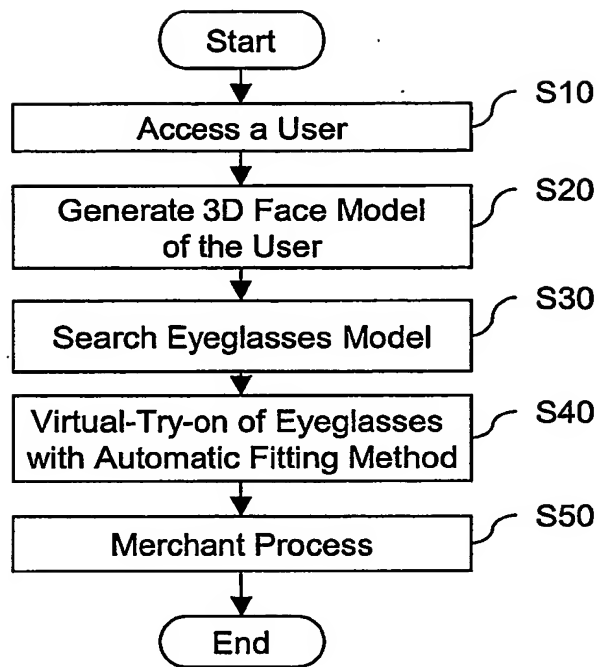 Start
S10
Access a User
S20
Generate 3D Face Model
of the User
S30
Search Eyeglasses Model
S40
Virtual-Try-on of Eyeglasses
with Automatic Fitting Method
S50
Merchant Process
End